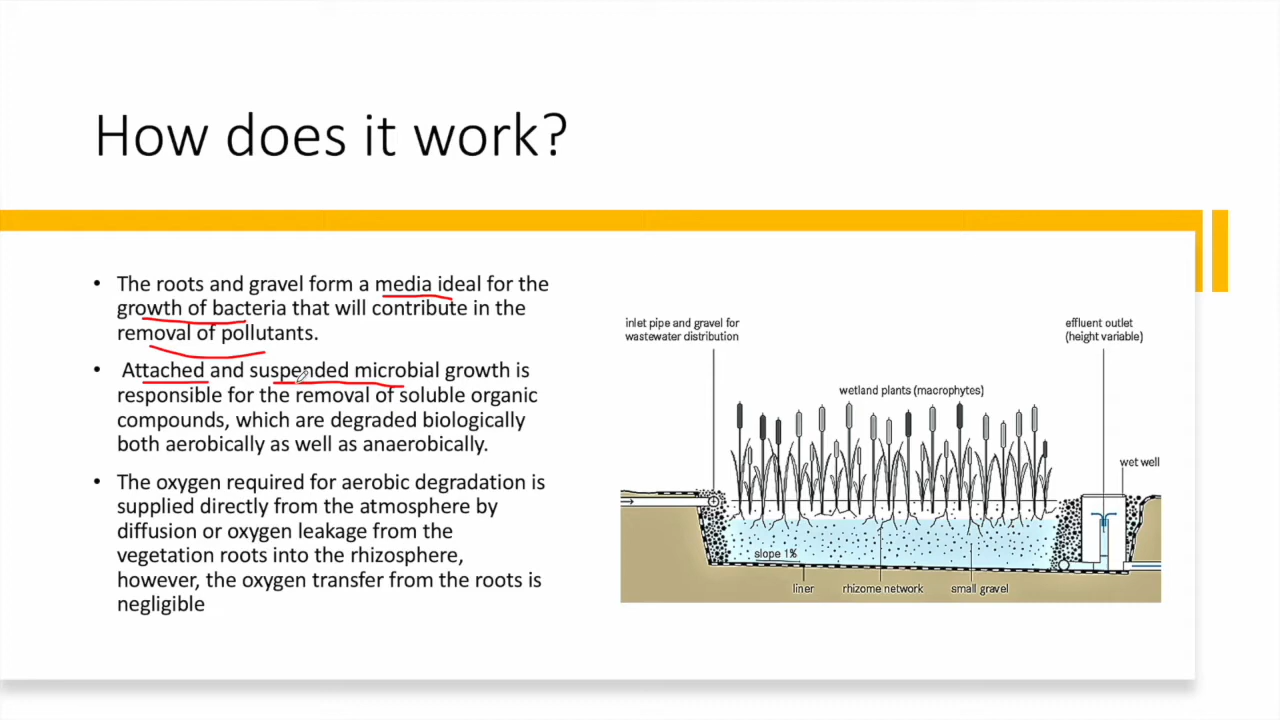 How does it work?
• The roots and gravel form a media ideal for the
growth of bacteria that will contribute in the
removal of pollutants.
• Attached and suspended microbial growth is
responsible for the removal of soluble organic
compounds, which are degraded biologically
both aerobically as well as anaerobically.
• The oxygen required for aerobic degradation is
supplied directly from the atmosphere by
diffusion or oxygen leakage from the
vegetation roots into the rhizosphere,
however, the oxygen transfer from the roots is
negligible
inlet pipe and gravel for
wastewater distribution
effluent outlet
(height variable)
wetland plants (macrophytes)
wet well
slope 1%
liner
rhizome network
small gravel